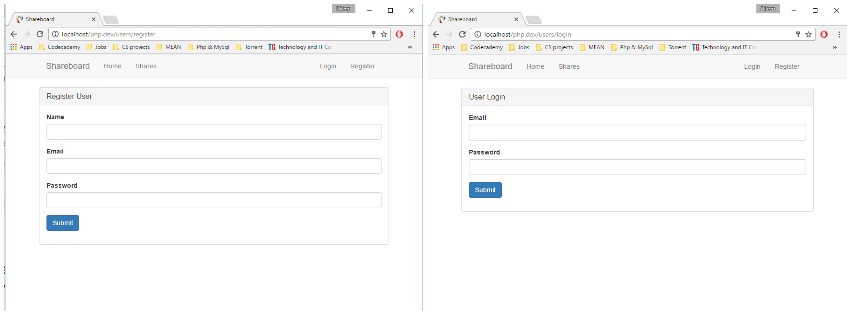 Shareboard
localhost/php.dev/users/register
Apps Codecademy Jobs CS projects MEAN Php & MySql Torrent Technology and IT Co
Shareboard Home Shares Login Register
Register User
Name
Email
Password
Submit
Shareboard
localhost/php.dev/users/login
Apps Codecademy Jobs CS projects MEAN Php & MySql Torrent Technology and IT Co
Shareboard Home Shares Login Register
User Login
Email
Password
Submit